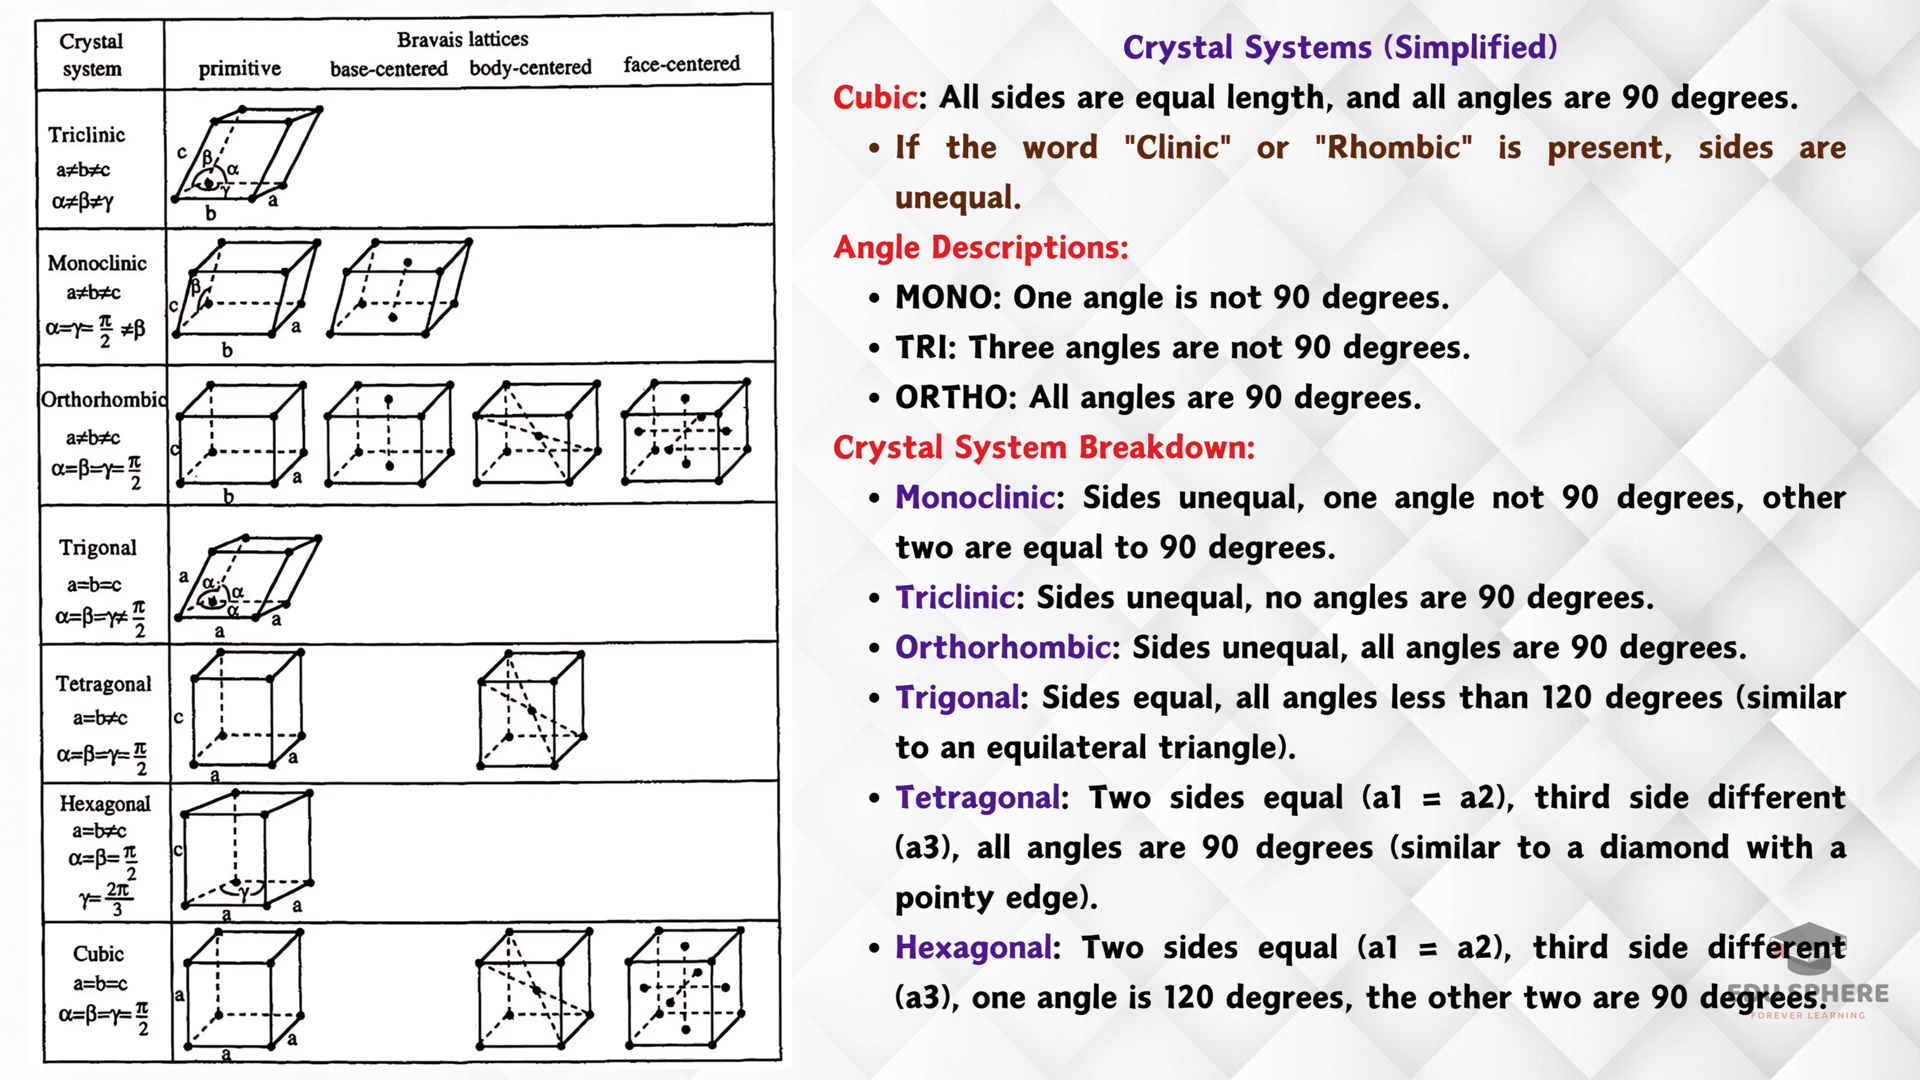 Crystal system
Bravais lattices
primitive base-centered body-centered face-centered
Triclinic
a≠b≠c
α≠β≠γ
c β α γ b a
Monoclinic
a≠b≠c
α=γ= π/2 ≠β
c β a b
Orthorhombic
a≠b≠c
α=β=γ= π/2
c a b
Trigonal
a=b=c
α=β=γ≠ π/2
a α α α a a
Tetragonal
a=b≠c
α=β=γ= π/2
c a a
Hexagonal
a=b≠c
α=β= π/2
γ= 2π/3
c γ a a
Cubic
a=b=c
α=β=γ= π/2
a a a
Crystal Systems (Simplified)
Cubic: All sides are equal length, and all angles are 90 degrees.
• If the word "Clinic" or "Rhombic" is present, sides are
unequal.
Angle Descriptions:
• MONO: One angle is not 90 degrees.
• TRI: Three angles are not 90 degrees.
• ORTHO: All angles are 90 degrees.
Crystal System Breakdown:
• Monoclinic: Sides unequal, one angle not 90 degrees, other
two are equal to 90 degrees.
• Triclinic: Sides unequal, no angles are 90 degrees.
• Orthorhombic: Sides unequal, all angles are 90 degrees.
• Trigonal: Sides equal, all angles less than 120 degrees (similar
to an equilateral triangle).
• Tetragonal: Two sides equal (a1 = a2), third side different
(a3), all angles are 90 degrees (similar to a diamond with a
pointy edge).
• Hexagonal: Two sides equal (a1 = a2), third side different
(a3), one angle is 120 degrees, the other two are 90 degrees.
EDUSPHERE
FOREVER LEARNING